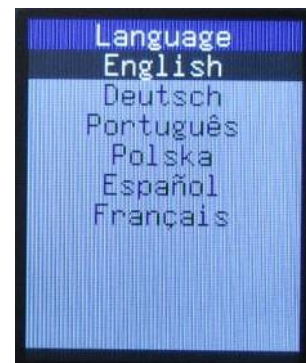 Language
English
Deutsch
Português
Polska
Español
Français